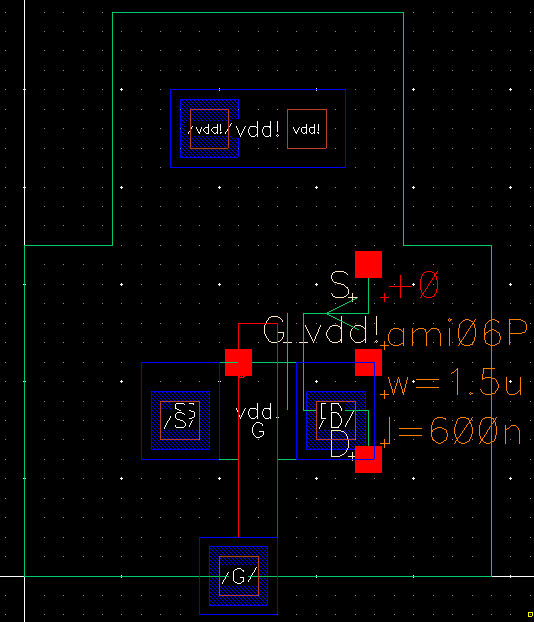 /vdd!/ vdd! vdd!
S +0
G vdd! ami06P
w=1.5u
/S/ vdd G /D/
l=600n
D
/G/